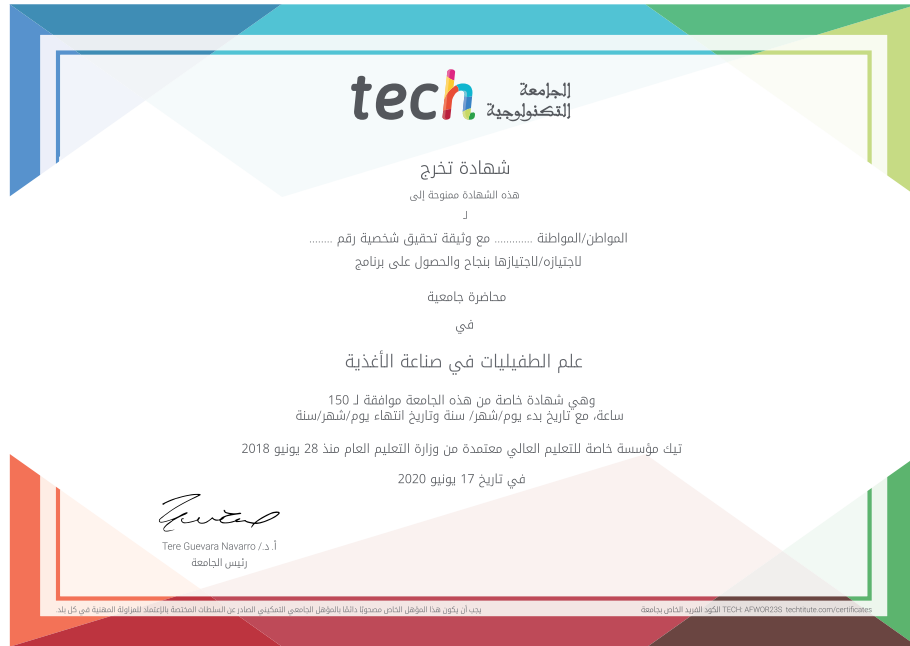 tech
الجامعة
التكنولوجية
شهادة تخرج
هذه الشهادة ممنوحة إلى
لـ
المواطن/المواطنة ............. مع وثيقة تحقيق شخصية رقم ........
لاجتيازه/لاجتيازها بنجاح والحصول على برنامج
محاضرة جامعية
في
علم الطفيليات في صناعة الأغذية
وهي شهادة خاصة من هذه الجامعة موافقة لـ 150
ساعة، مع تاريخ بدء يوم/شهر/ سنة وتاريخ انتهاء يوم/شهر/سنة
تيك مؤسسة خاصة للتعليم العالي معتمدة من وزارة التعليم العام منذ 28 يونيو 2018
في تاريخ 17 يونيو 2020
أ. د./ Tere Guevara Navarro
رئيس الجامعة
يجب أن يكون هذا المؤهل الخاص مصحوبًا دائمًا بالمؤهل الجامعي التمكيني الصادر عن السلطات المختصة بالإعتماد للمزاولة المهنية في كل بلد.
الكود الفريد الخاص بجامعة TECH: AFWOR23S techtitute.com/certificates